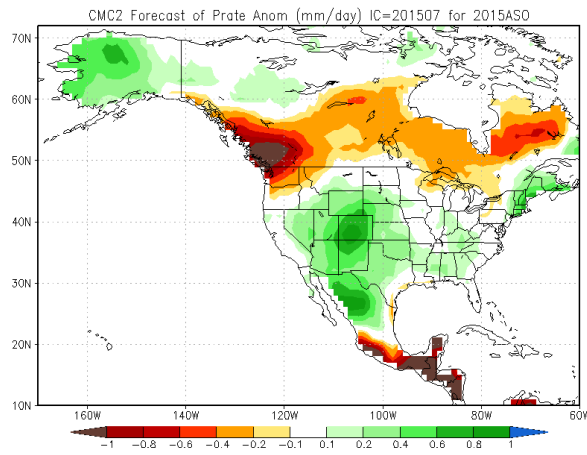 CMC2 Forecast of Prate Anom (mm/day) IC=201507 for 2015ASO
70N
60N
50N
40N
30N
20N
10N
160W 140W 120W 100W 80W 60W
-1 -0.8 -0.6 -0.4 -0.2 -0.1 0.1 0.2 0.4 0.6 0.8 1